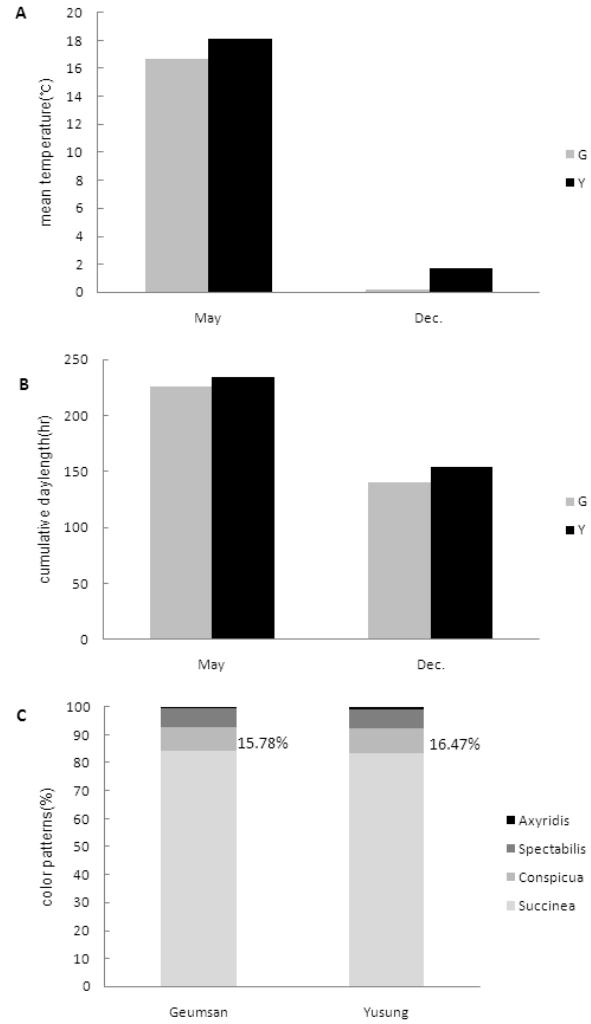 A
mean temperature(℃)
20
18
16
14
12
10
8
6
4
2
0
May
Dec.
G
Y
B
cumulative daylength(hr)
250
200
150
100
50
0
May
Dec.
G
Y
C
color patterns(%)
100
90
80
70
60
50
40
30
20
10
0
15.78%
16.47%
Geumsan
Yusung
Axyridis
Spectabilis
Conspicua
Succinea